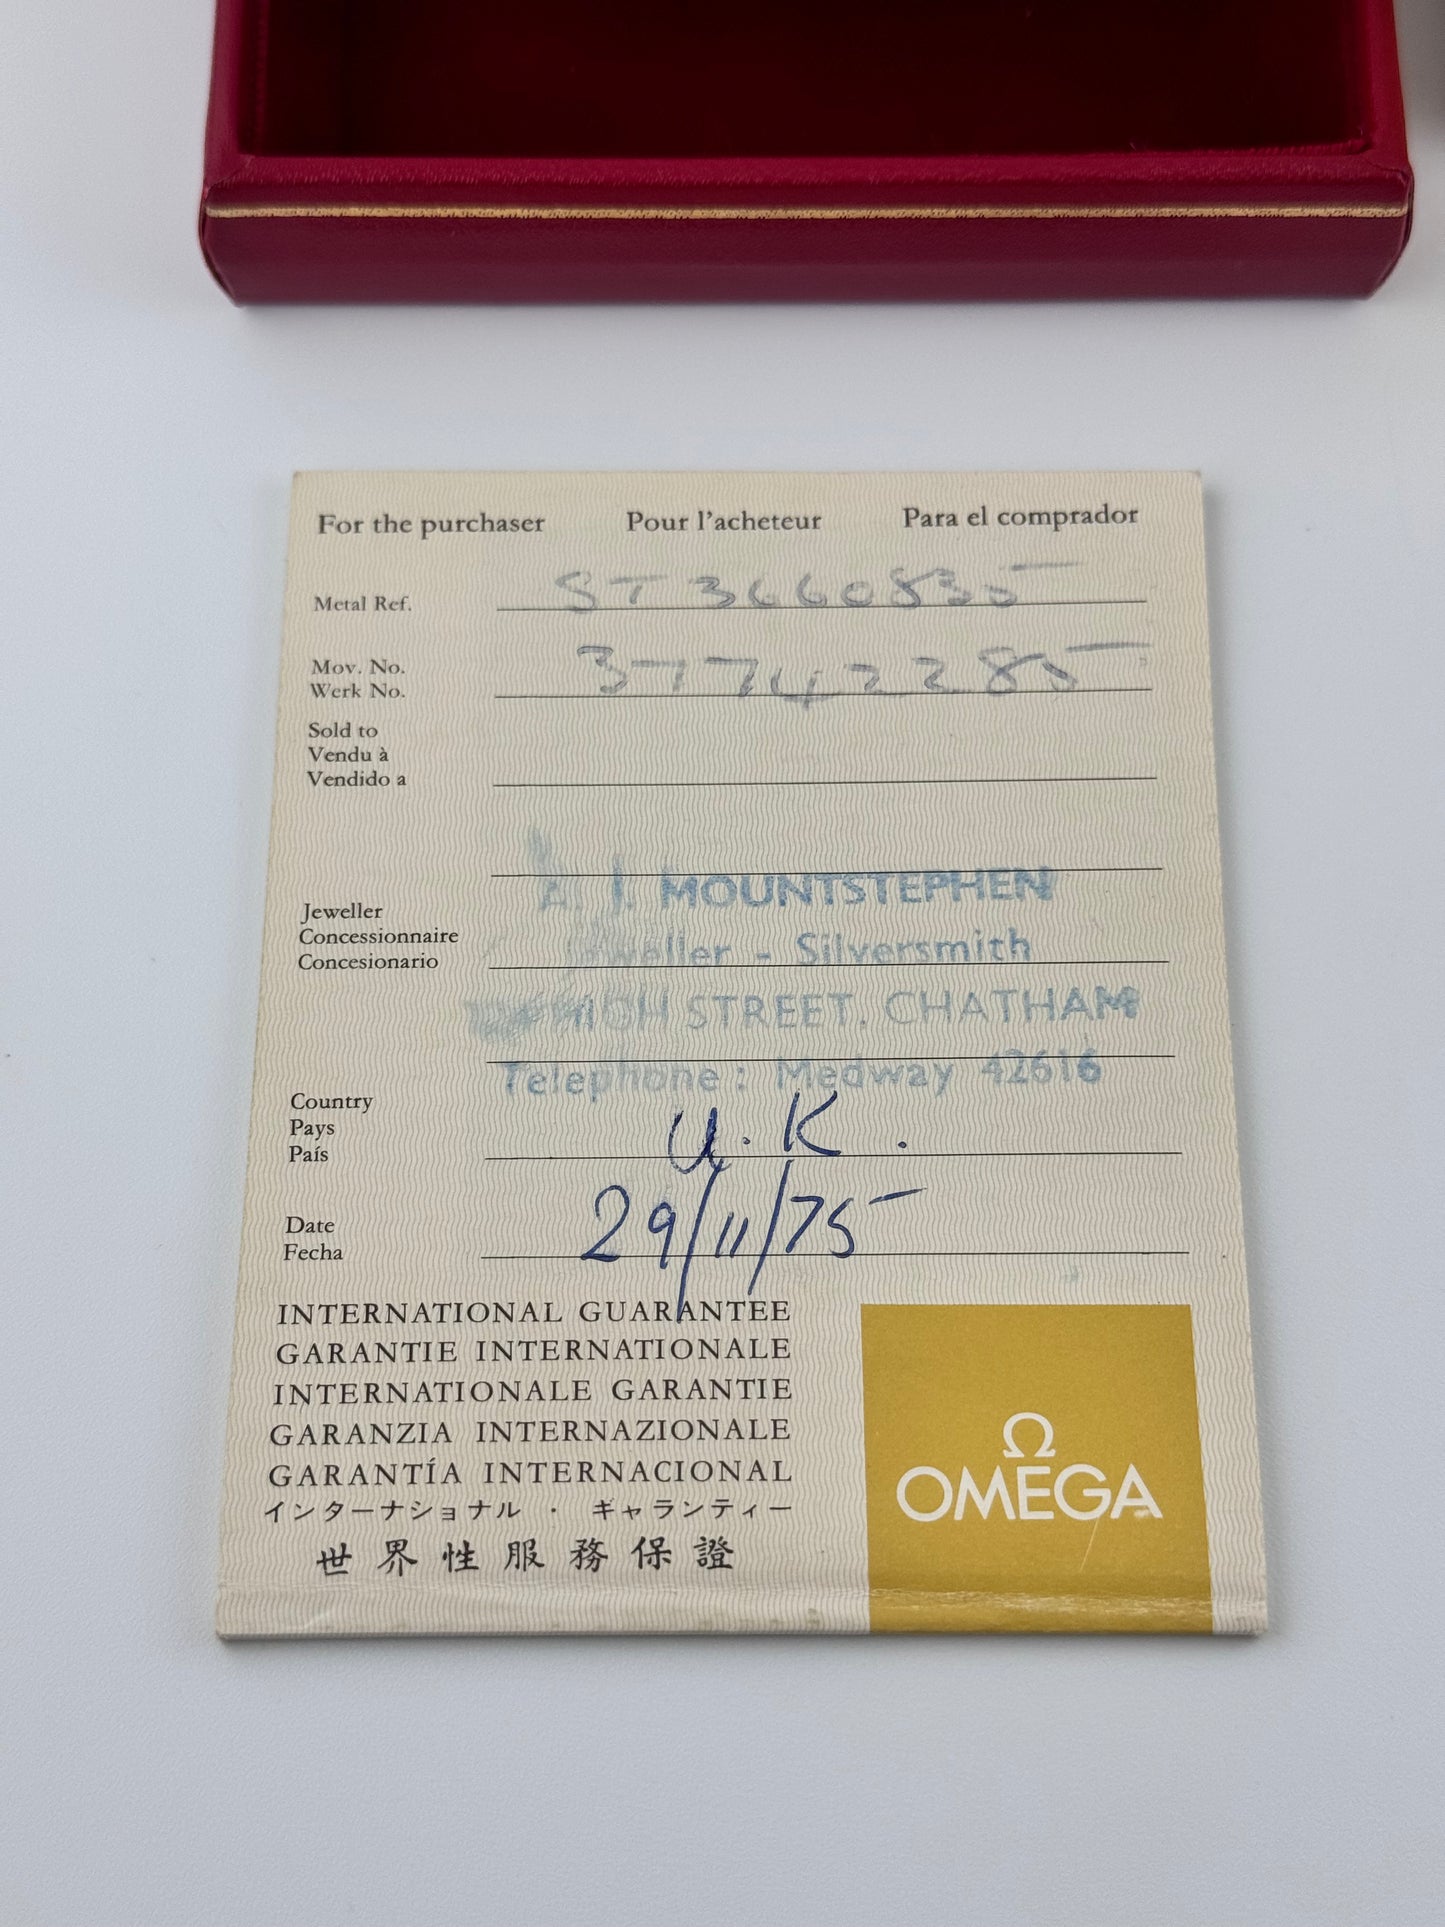 For the purchaser Pour l'acheteur Para el comprador
Metal Ref. ST 3660835
Mov. No. 37742285
Werk No.
Sold to
Vendu à
Vendido a
A. J. MOUNTSTEPHEN
Jeweller
Concessionnaire Jeweller - Silversmith
Concesionario
HIGH STREET, CHATHAM
Telephone: Medway 42616
Country
Pays U.K.
País
Date 29/11/75
Fecha
INTERNATIONAL GUARANTEE
GARANTIE INTERNATIONALE
INTERNATIONALE GARANTIE
GARANZIA INTERNAZIONALE
GARANTÍA INTERNACIONAL
インターナショナル・ギャランティー
世界性服務保證
Ω
OMEGA